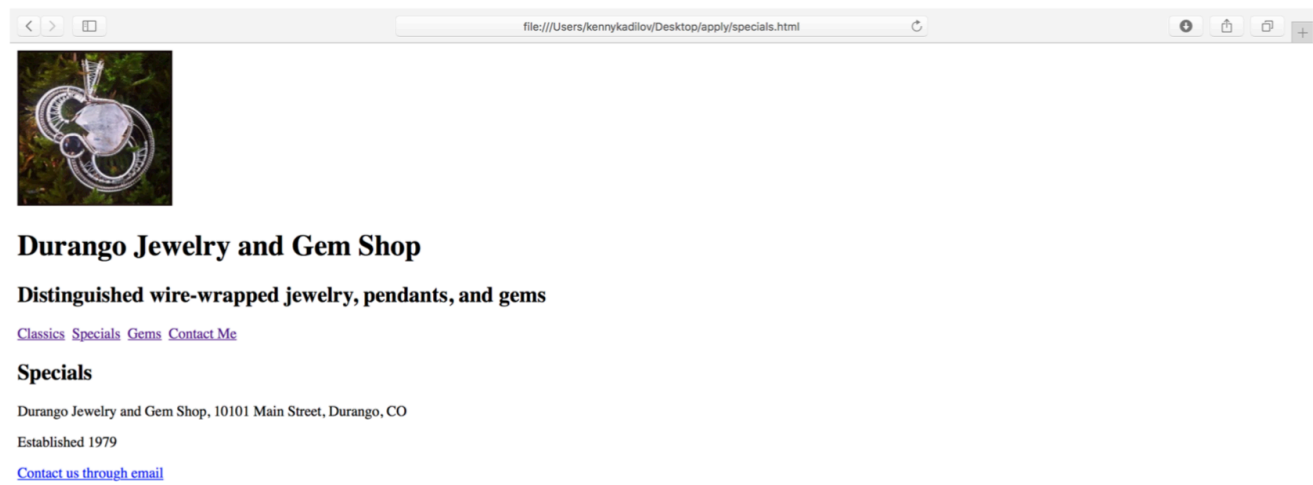 file:///Users/kennykadilov/Desktop/apply/specials.html
Durango Jewelry and Gem Shop
Distinguished wire-wrapped jewelry, pendants, and gems
Classics Specials Gems Contact Me
Specials
Durango Jewelry and Gem Shop, 10101 Main Street, Durango, CO
Established 1979
Contact us through email